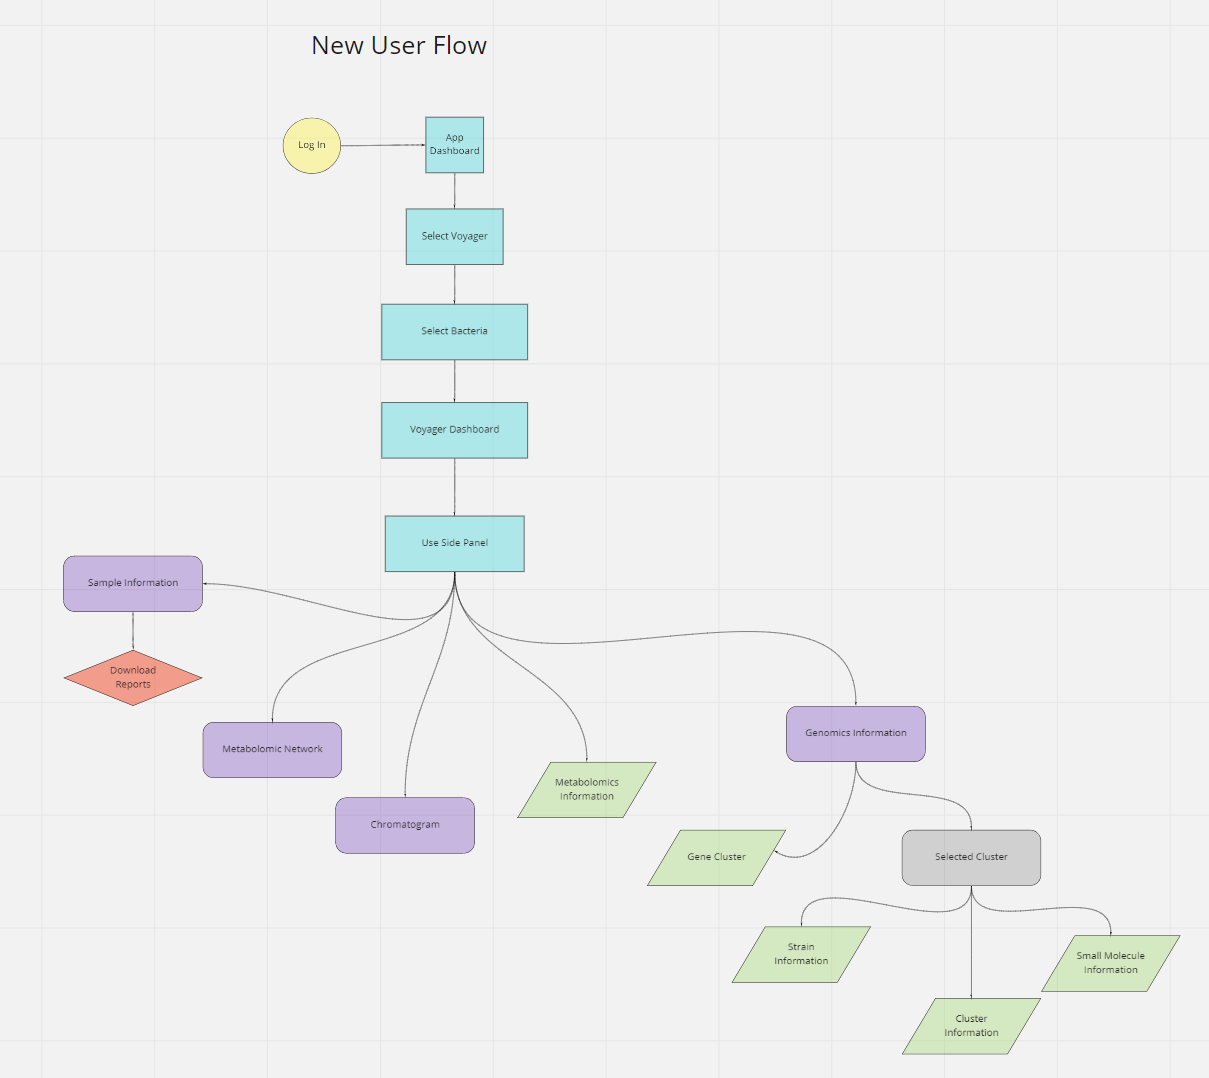 New User Flow
Log In
App
Dashboard
Select Voyager
Select Bacteria
Voyager Dashboard
Use Side Panel
Sample Information
Download
Reports
Metabolomic Network
Chromatogram
Metabolomics
Information
Genomics Information
Gene Cluster
Selected Cluster
Strain
Information
Small Molecule
Information
Cluster
Information